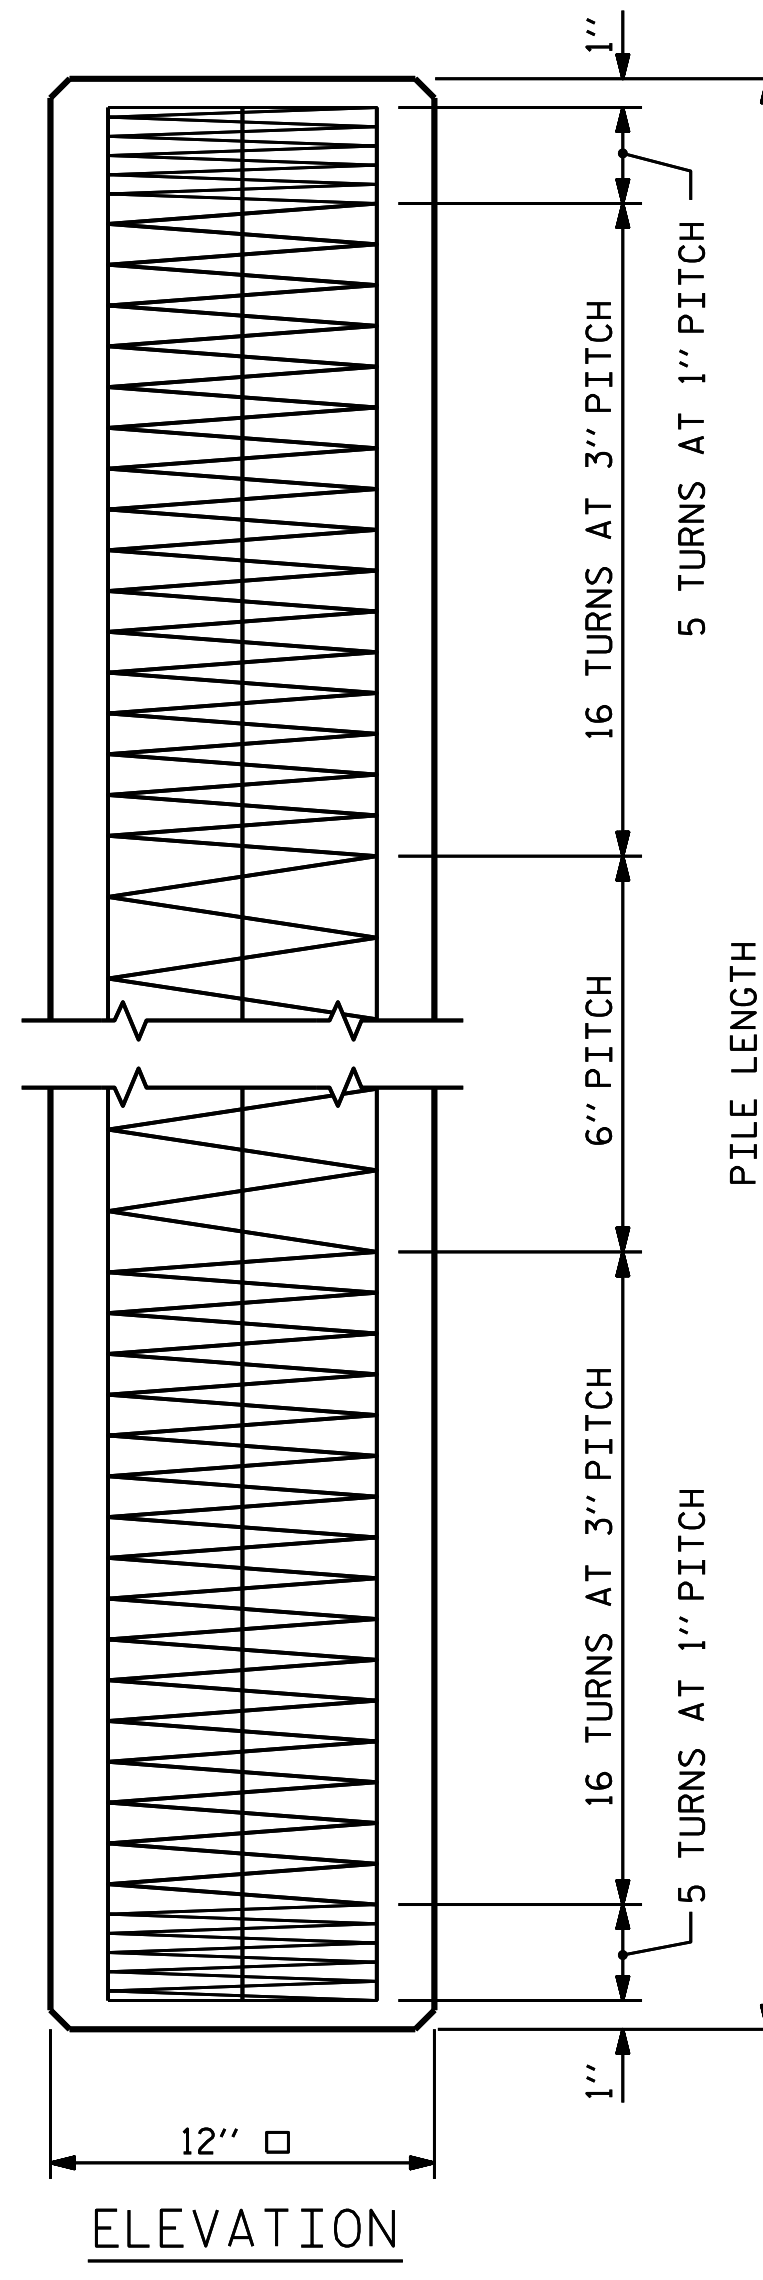 1''
5 TURNS AT 1'' PITCH
16 TURNS AT 3'' PITCH
6'' PITCH
PILE LENGTH
16 TURNS AT 3'' PITCH
5 TURNS AT 1'' PITCH
1''
12'' □
ELEVATION